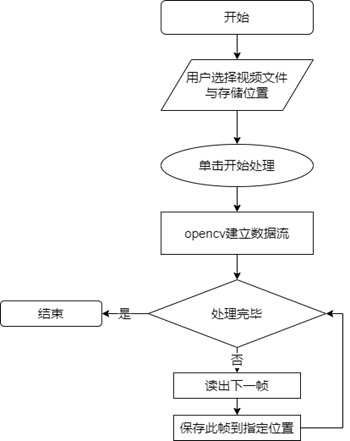 开始
用户选择视频文件
与存储位置
单击开始处理
opencv建立数据流
处理完毕
是
结束
否
读出下一帧
保存此帧到指定位置